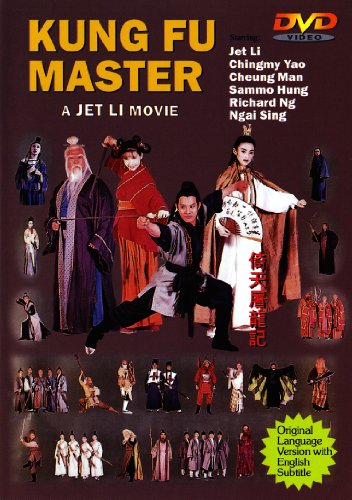 KUNG FU
MASTER
A JET LI MOVIE
DVD
VIDEO
Starring:
Jet Li
Chingmy Yao
Cheung Man
Sammo Hung
Richard Ng
Ngai Sing
倚天屠龍記
Original
Language
Version with
English
Subtitle